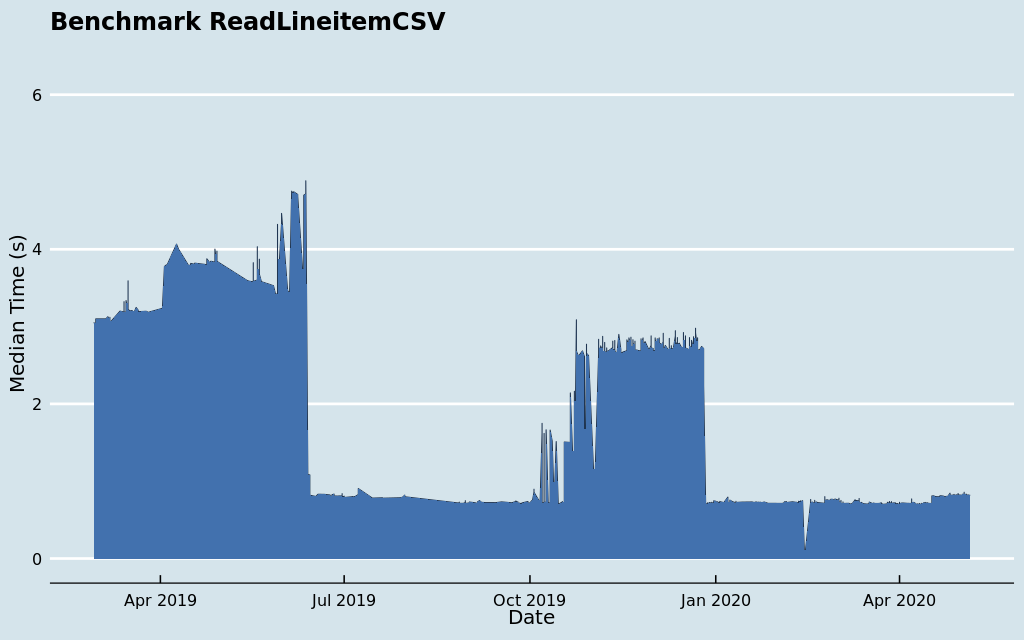 Benchmark ReadLineitemCSV
Median Time (s)
6
4
2
0
Apr 2019
Jul 2019
Oct 2019
Jan 2020
Apr 2020
Date